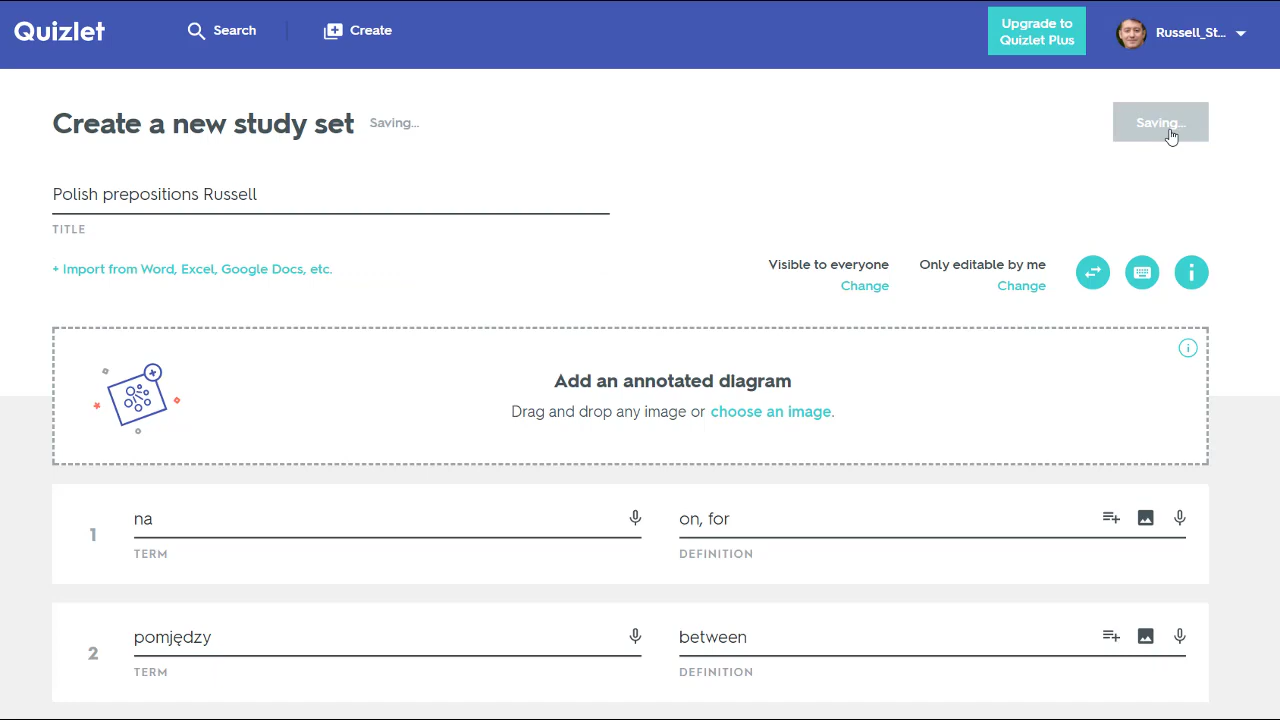 Quizlet
Search
Create
Upgrade to
Quizlet Plus
Russell_St...
Create a new study set
Saving...
Saving...
Polish prepositions Russell
TITLE
+ Import from Word, Excel, Google Docs, etc.
Visible to everyone
Change
Only editable by me
Change
Add an annotated diagram
Drag and drop any image or choose an image.
1
na
TERM
on, for
DEFINITION
2
pomjędzy
TERM
between
DEFINITION